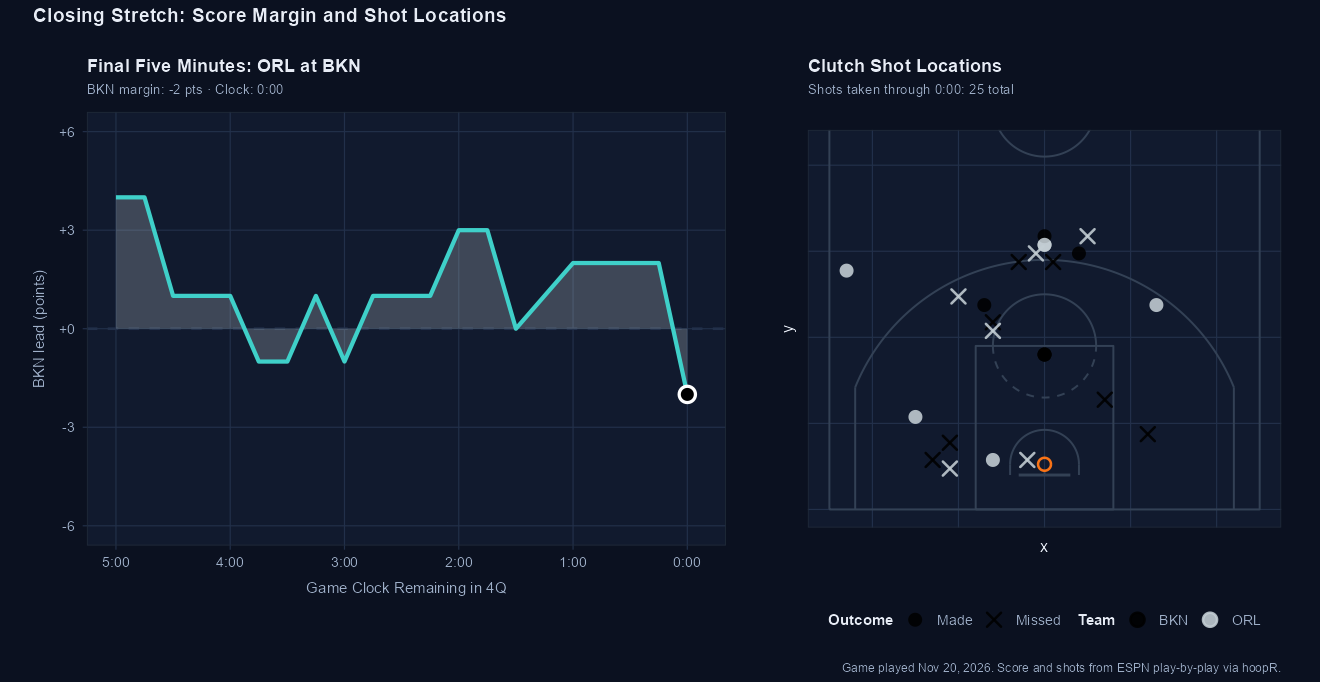 Closing Stretch: Score Margin and Shot Locations
Final Five Minutes: ORL at BKN
BKN margin: -2 pts · Clock: 0:00
+6
+3
+0
-3
-6
BKN lead (points)
5:00 4:00 3:00 2:00 1:00 0:00
Game Clock Remaining in 4Q
Clutch Shot Locations
Shots taken through 0:00: 25 total
y
x
Outcome Made Missed Team BKN ORL
Game played Nov 20, 2026. Score and shots from ESPN play-by-play via hoopR.